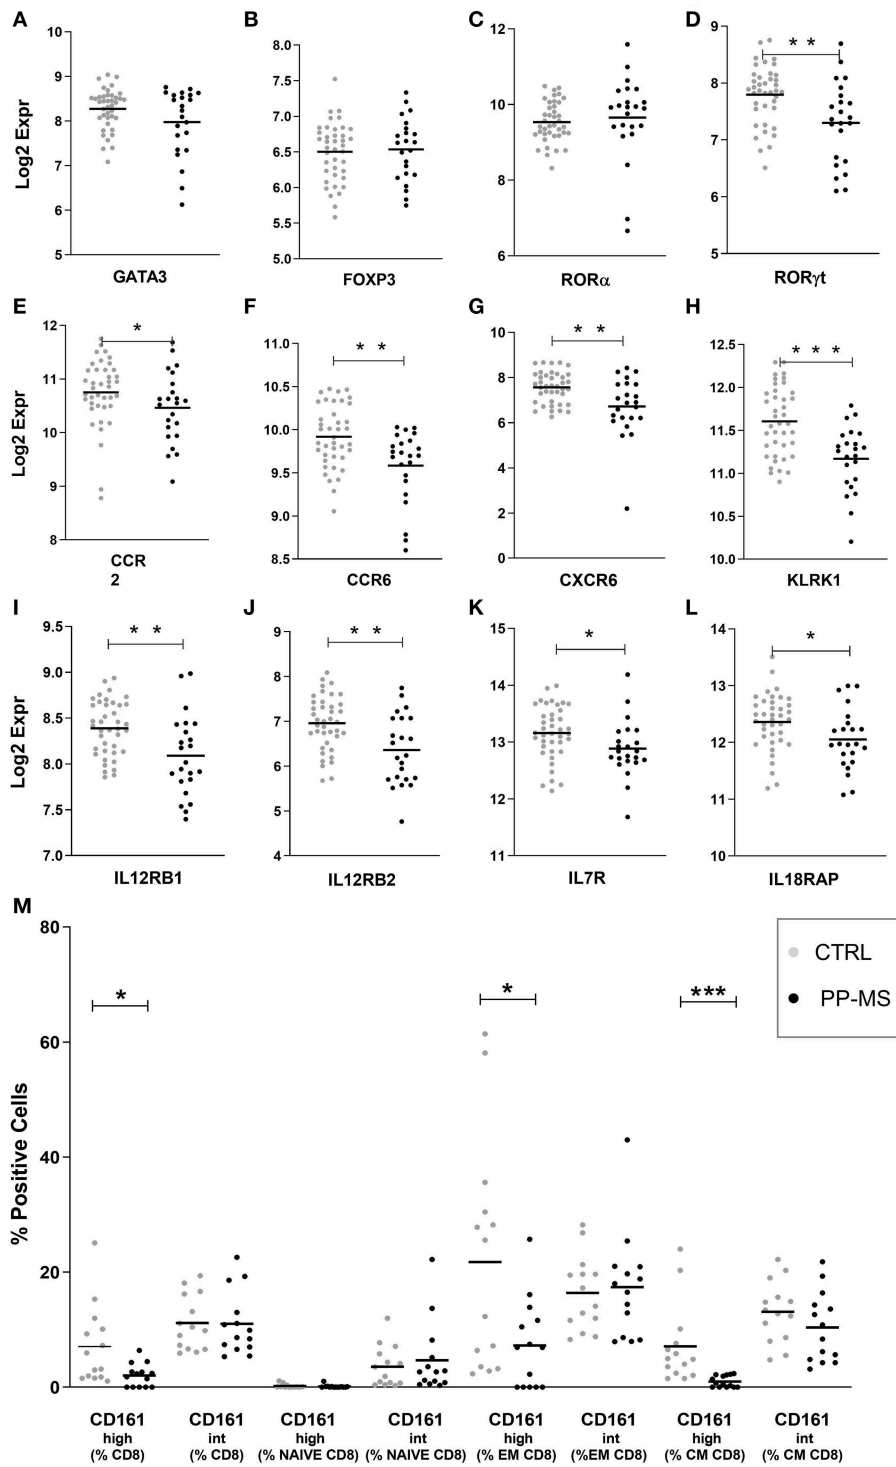 A
B
C
D
Log2 Expr
10
9
8
7
6
5
GATA3
8.0
7.5
7.0
6.5
6.0
5.5
5.0
FOXP3
12
10
8
6
RORα
9
8
7
6
5
* *
RORγt
E
F
G
H
Log2 Expr
12
11
10
9
8
*
CCR
2
11.0
10.5
10.0
9.5
9.0
8.5
* *
CCR6
10
8
6
4
2
0
* *
CXCR6
12.5
12.0
11.5
11.0
10.5
10.0
* * *
KLRK1
I
J
K
L
Log2 Expr
9.5
9.0
8.5
8.0
7.5
7.0
* *
IL12RB1
9
8
7
6
5
4
* *
IL12RB2
15
14
13
12
11
*
IL7R
14
13
12
11
10
*
IL18RAP
M
% Positive Cells
80
60
40
20
0
*
*
***
CTRL
PP-MS
CD161
high
(% CD8)
CD161
int
(% CD8)
CD161
high
(% NAIVE CD8)
CD161
int
(% NAIVE CD8)
CD161
high
(% EM CD8)
CD161
int
(%EM CD8)
CD161
high
(% CM CD8)
CD161
int
(% CM CD8)